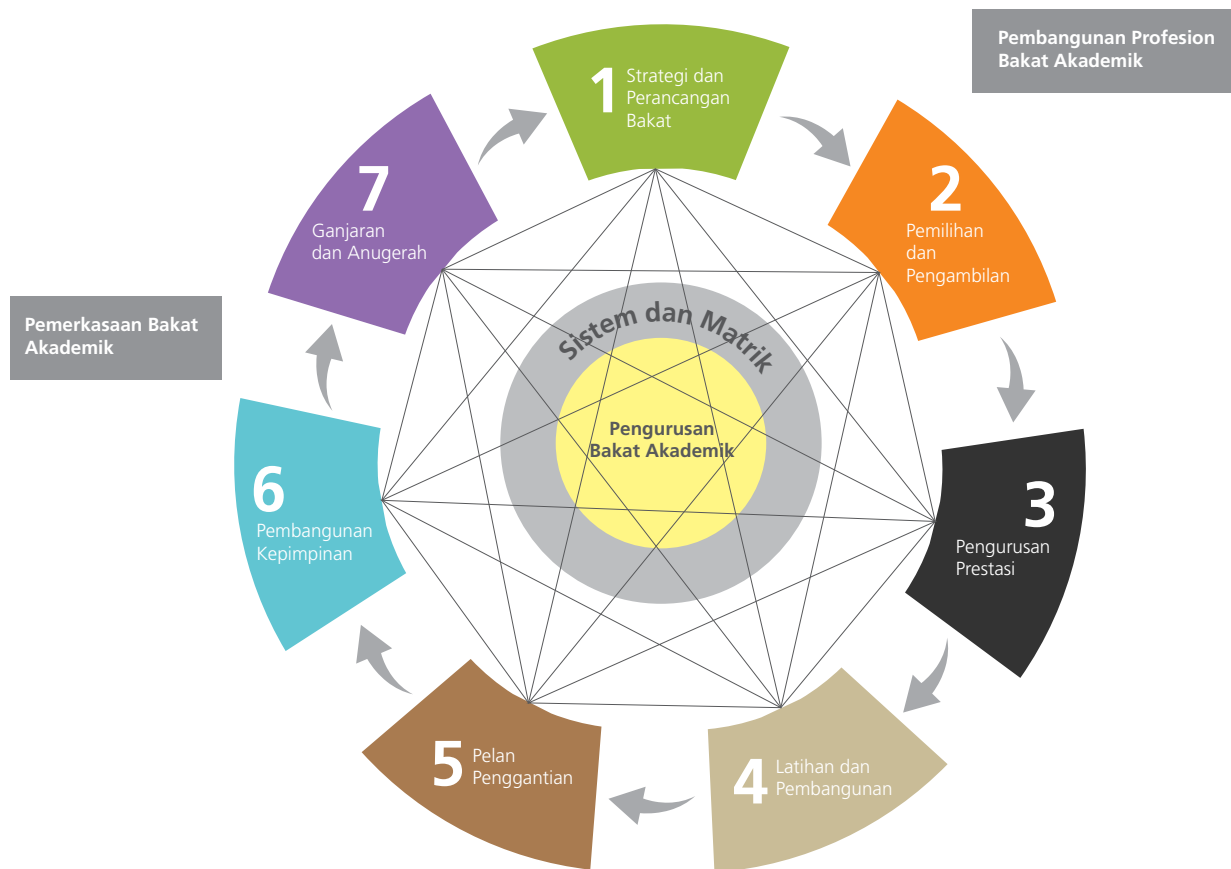 Pembangunan Profesion
Bakat Akademik
1
Strategi dan
Perancangan
Bakat
2
Pemilihan
dan
Pengambilan
3
Pengurusan
Prestasi
4
Latihan dan
Pembangunan
5
Pelan
Penggantian
6
Pembangunan
Kepimpinan
7
Ganjaran
dan Anugerah
Pemerkasaan Bakat
Akademik
Sistem dan Matrik
Pengurusan
Bakat Akademik